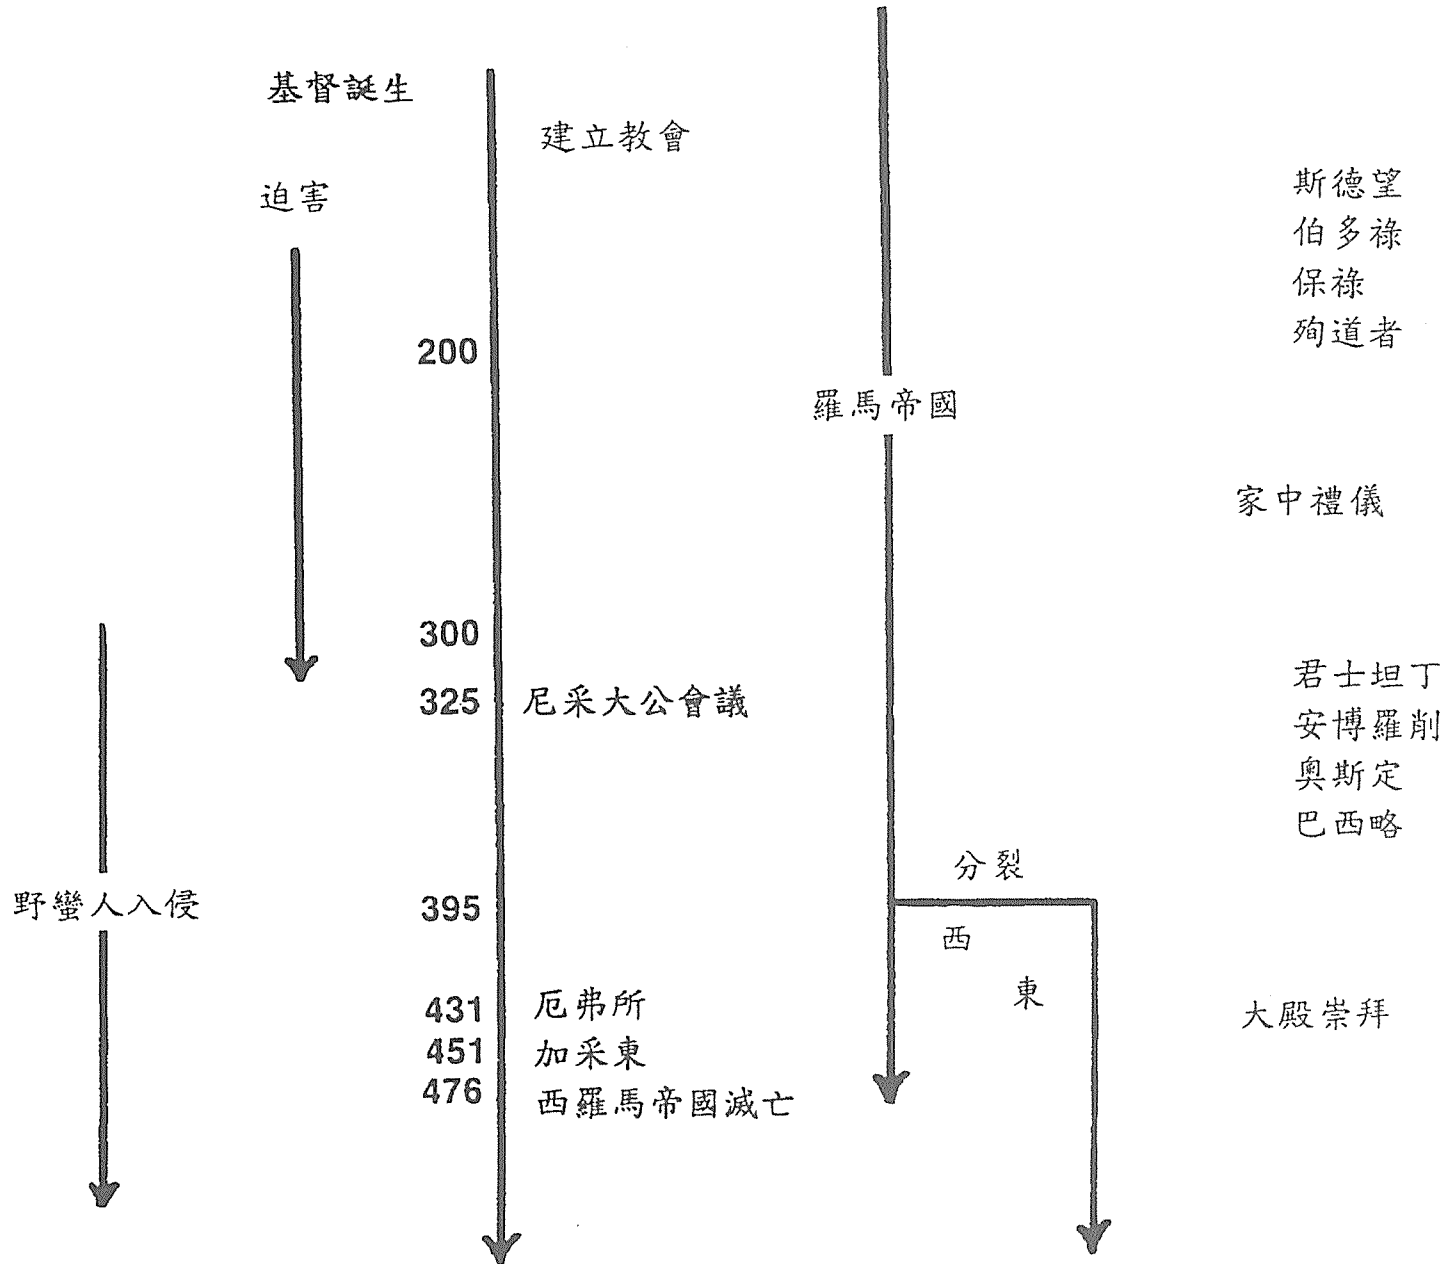 基督誕生
建立教會
迫害
斯德望
伯多祿
保祿
殉道者
200
羅馬帝國
家中禮儀
300
325 尼采大公會議
君士坦丁
安博羅削
奧斯定
巴西略
分裂
野蠻人入侵
395
西
東
431 厄弗所
大殿崇拜
451 加采東
476 西羅馬帝國滅亡